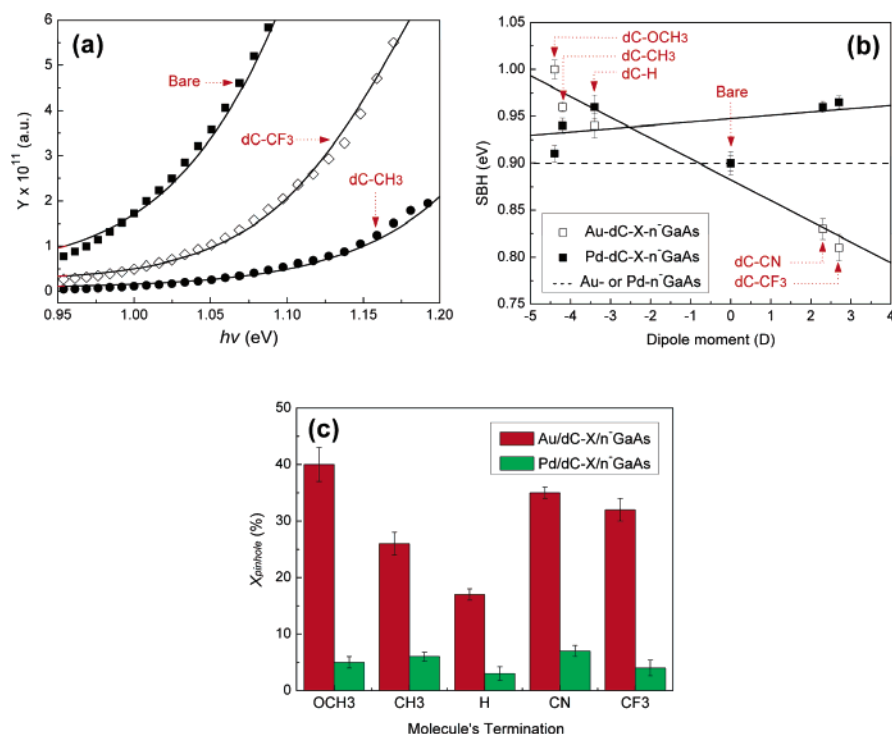 (a)
Bare
dC-CF3
dC-CH3
Y x 10^11 (a.u.)
6
5
4
3
2
1
0
0.95 1.00 1.05 1.10 1.15 1.20
hν (eV)
(b)
dC-OCH3
dC-CH3
dC-H
Bare
dC-CN
dC-CF3
SBH (eV)
1.05
1.00
0.95
0.90
0.85
0.80
0.75
Au-dC-X-n⁻GaAs
Pd-dC-X-n⁻GaAs
Au- or Pd-n⁻GaAs
-5 -4 -3 -2 -1 0 1 2 3 4
Dipole moment (D)
(c)
Au/dC-X/n⁻GaAs
Pd/dC-X/n⁻GaAs
Xpinhole (%)
50
40
30
20
10
0
OCH3 CH3 H CN CF3
Molecule's Termination